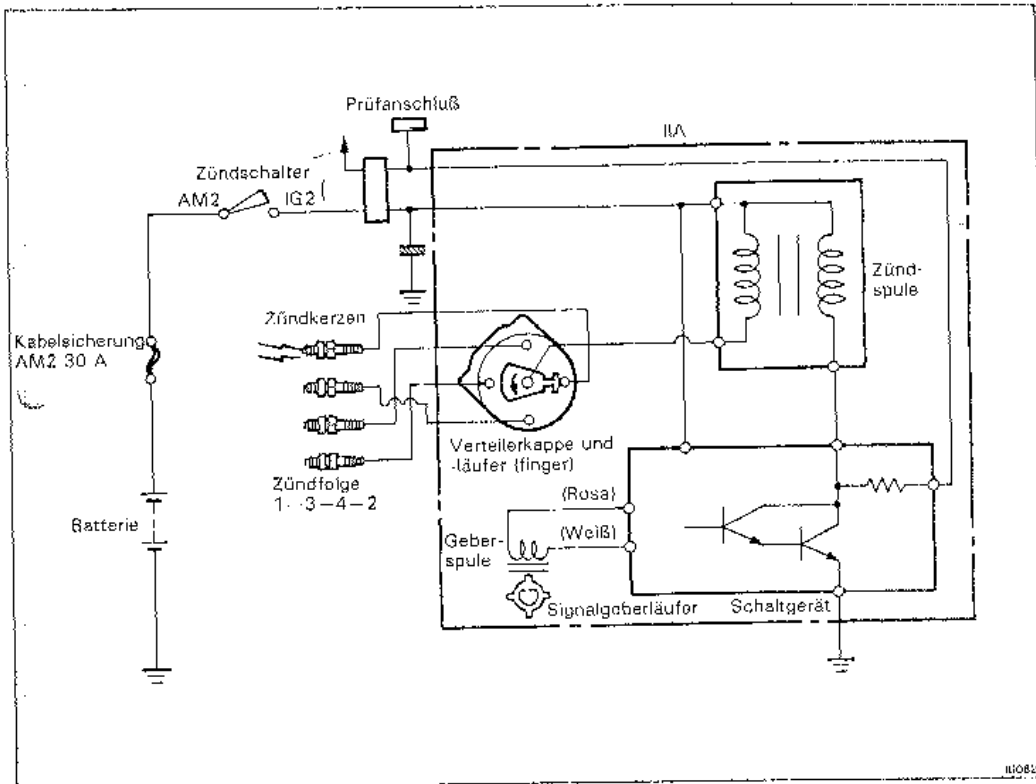 Prüfanschluß
IIA
Zündschalter
AM2
IG2
Zünd-
spule
Zündkerzen
Kabelsicherung
AM2 30 A
Verteilerkappe und
-läufer (finger)
Zündfolge
1--3-4-2
(Rosa)
Batterie
(Weiß)
Geber-
spule
Signalgeberläufer
Schaltgerät